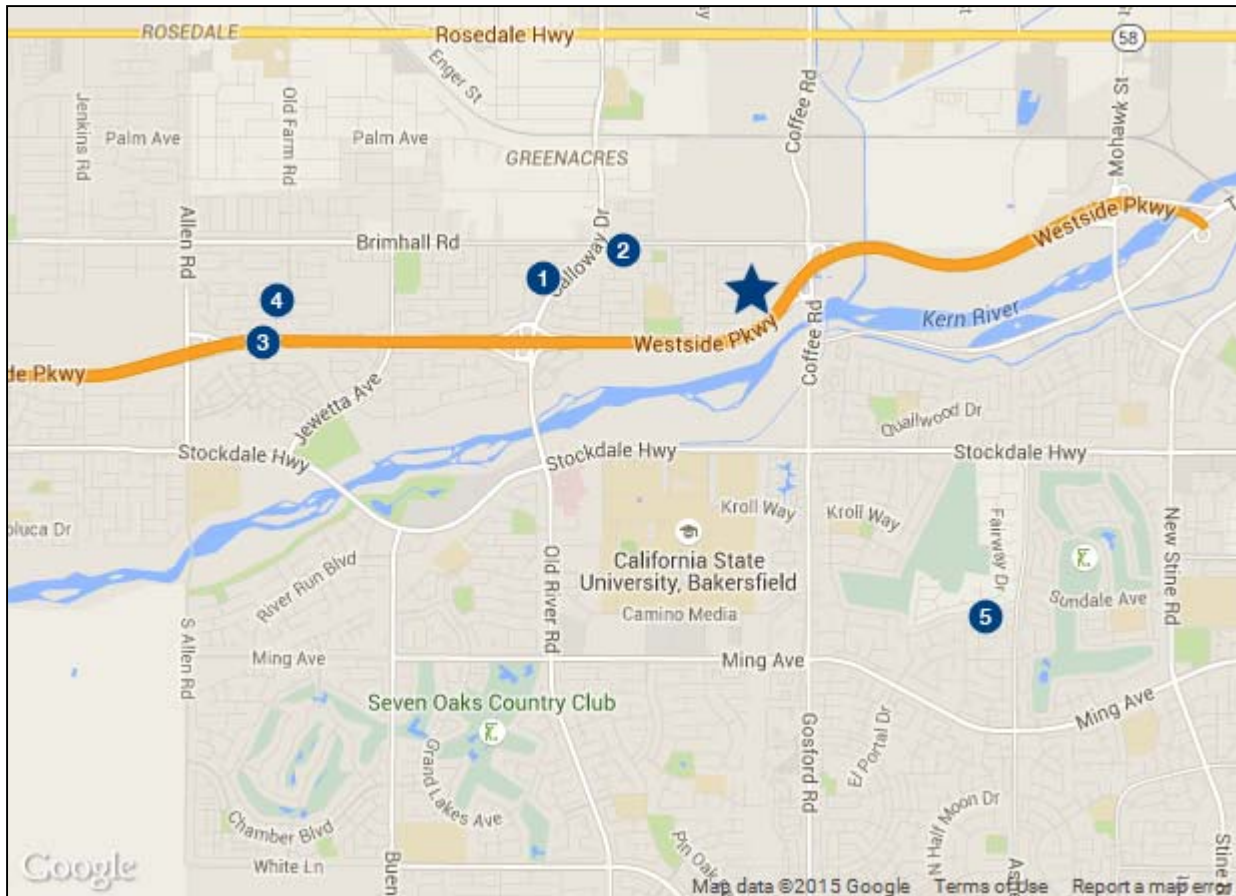 ROSEDALE
Rosedale Hwy
58
Enger St
Coffee Rd
Mohawk St
Jenkins Rd
Palm Ave
Old Farm Rd
Palm Ave
GREENACRES
Allen Rd
Brimhall Rd
Calloway Dr
2
1
Westside Pkwy
4
3
Westside Pkwy
Kern River
de Pkwy
Coffee Rd
Jewetta Ave
Quailwood Dr
Stockdale Hwy
Stockdale Hwy
Stockdale Hwy
Kroll Way
Kroll Way
Fairway Dr
New Stine Rd
oluca Dr
California State
University, Bakersfield
River Run Blvd
Old River Rd
Camino Media
5
Sundale Ave
S Allen Rd
Ming Ave
Ming Ave
Ming Ave
Seven Oaks Country Club
Grand Lakes Ave
Gosford Rd
El Portal Dr
Chamber Blvd
White Ln
Buen
Pin Oak
N Half Moon Dr
Google
Map data ©2015 Google Terms of Use Report a map error